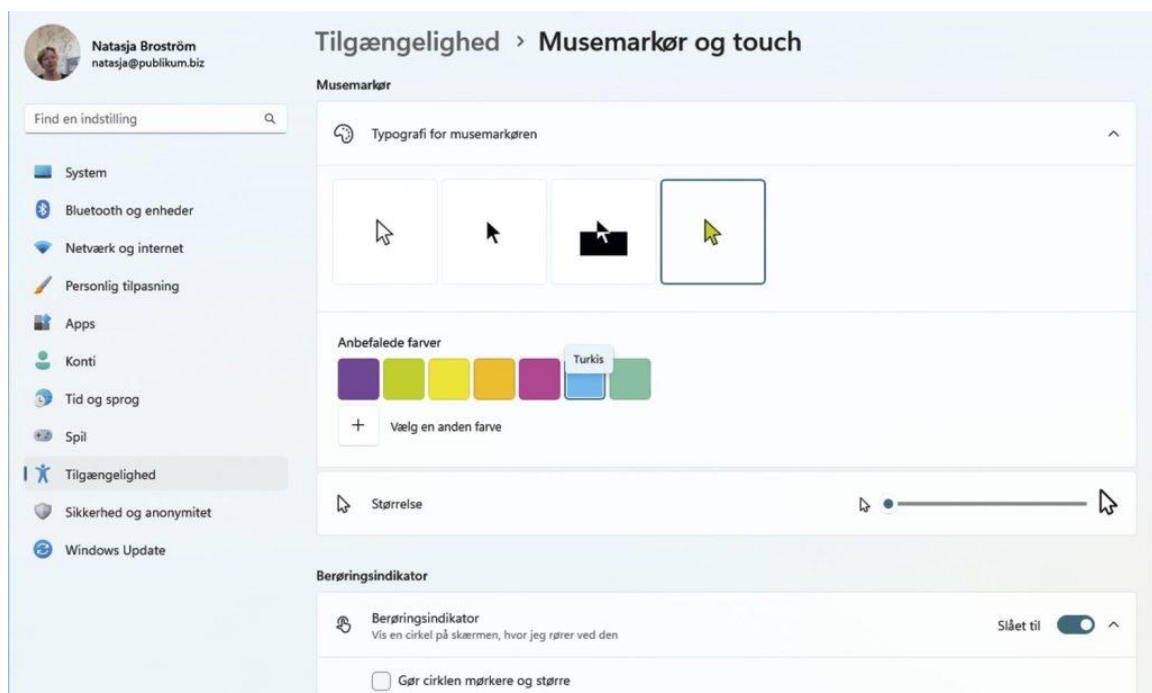 Natasja Broström
natasja@publikum.biz
Find en indstilling
System
Bluetooth og enheder
Netværk og internet
Personlig tilpasning
Apps
Konti
Tid og sprog
Spil
Tilgængelighed
Sikkerhed og anonymitet
Windows Update
Tilgængelighed > Musemarkør og touch
Musemarkør
Typografi for musemarkøren
Anbefalede farver
Turkis
Vælg en anden farve
Størrelse
Berøringsindikator
Berøringsindikator
Vis en cirkel på skærmen, hvor jeg rører ved den
Slået til
Gør cirklen mørkere og større